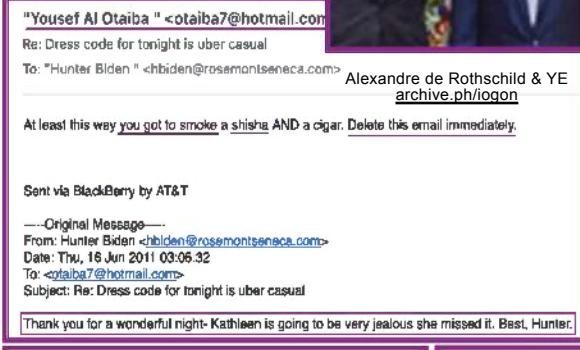 "Yousef Al Otaiba " <otaiba7@hotmail.com
Re: Dress code for tonight is uber casual
To: "Hunter Biden " <hbiden@rosemontseneca.com>
Alexandre de Rothschild & YE
archive.ph/iogon
At least this way you got to smoke a shisha AND a cigar. Delete this email immediately.
Sent via BlackBerry by AT&T
-----Original Message-----
From: Hunter Biden <hbiden@rosemontseneca.com>
Date: Thu, 16 Jun 2011 03:06:32
To: <otaiba7@hotmail.com>
Subject: Re: Dress code for tonight is uber casual
Thank you for a wonderful night- Kathleen is going to be very jealous she missed it. Best, Hunter.